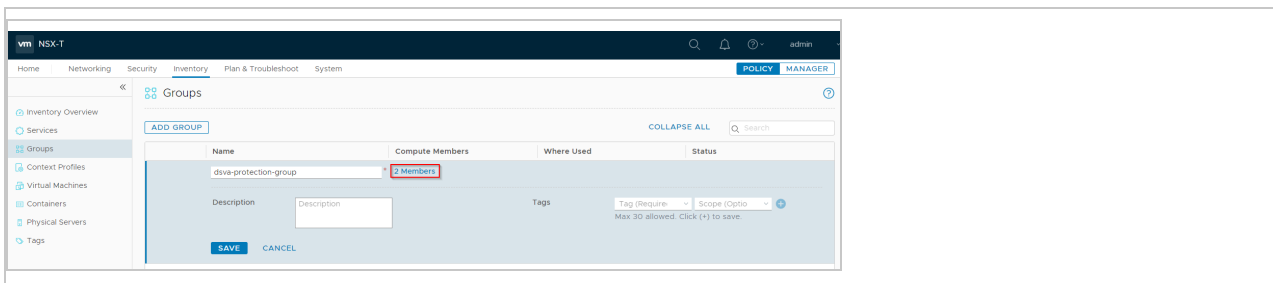 vm NSX-T admin
Home Networking Security Inventory Plan & Troubleshoot System POLICY MANAGER
Groups
Inventory Overview
Services
ADD GROUP COLLAPSE ALL Search
Groups
Name Compute Members Where Used Status
Context Profiles
dsva-protection-group * 2 Members
Virtual Machines
Containers
Description Description Tags Tag (Require Scope (Optio
Physical Servers
Max 30 allowed. Click (+) to save.
Tags
SAVE CANCEL